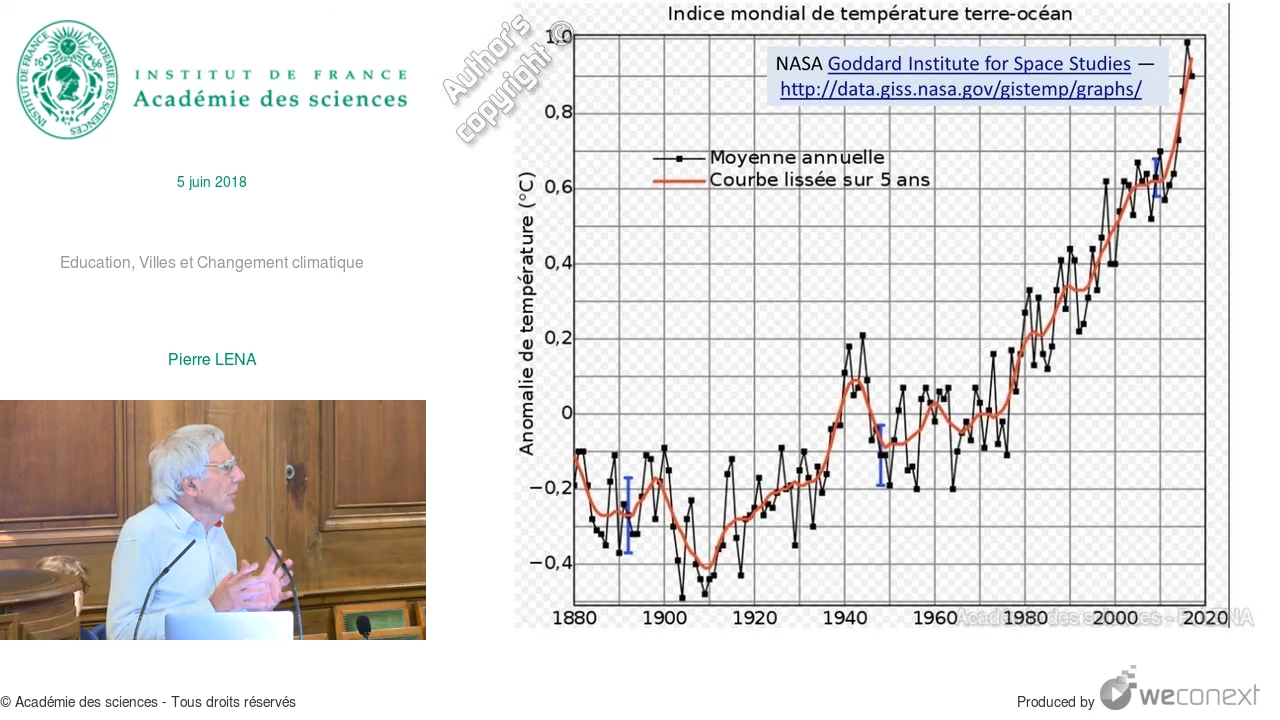 INSTITUT DE FRANCE
Académie des sciences
5 juin 2018
Education, Villes et Changement climatique
Pierre LENA
Author's
copyright ©
Indice mondial de température terre-océan
NASA Goddard Institute for Space Studies —
http://data.giss.nasa.gov/gistemp/graphs/
Moyenne annuelle
Courbe lissée sur 5 ans
Anomalie de température (°C)
1,0
0,8
0,6
0,4
0,2
0
−0,2
−0,4
1880 1900 1920 1940 1960 1980 2000 2020
Académie des sciences - P. LENA
© Académie des sciences - Tous droits réservés
Produced by weconext